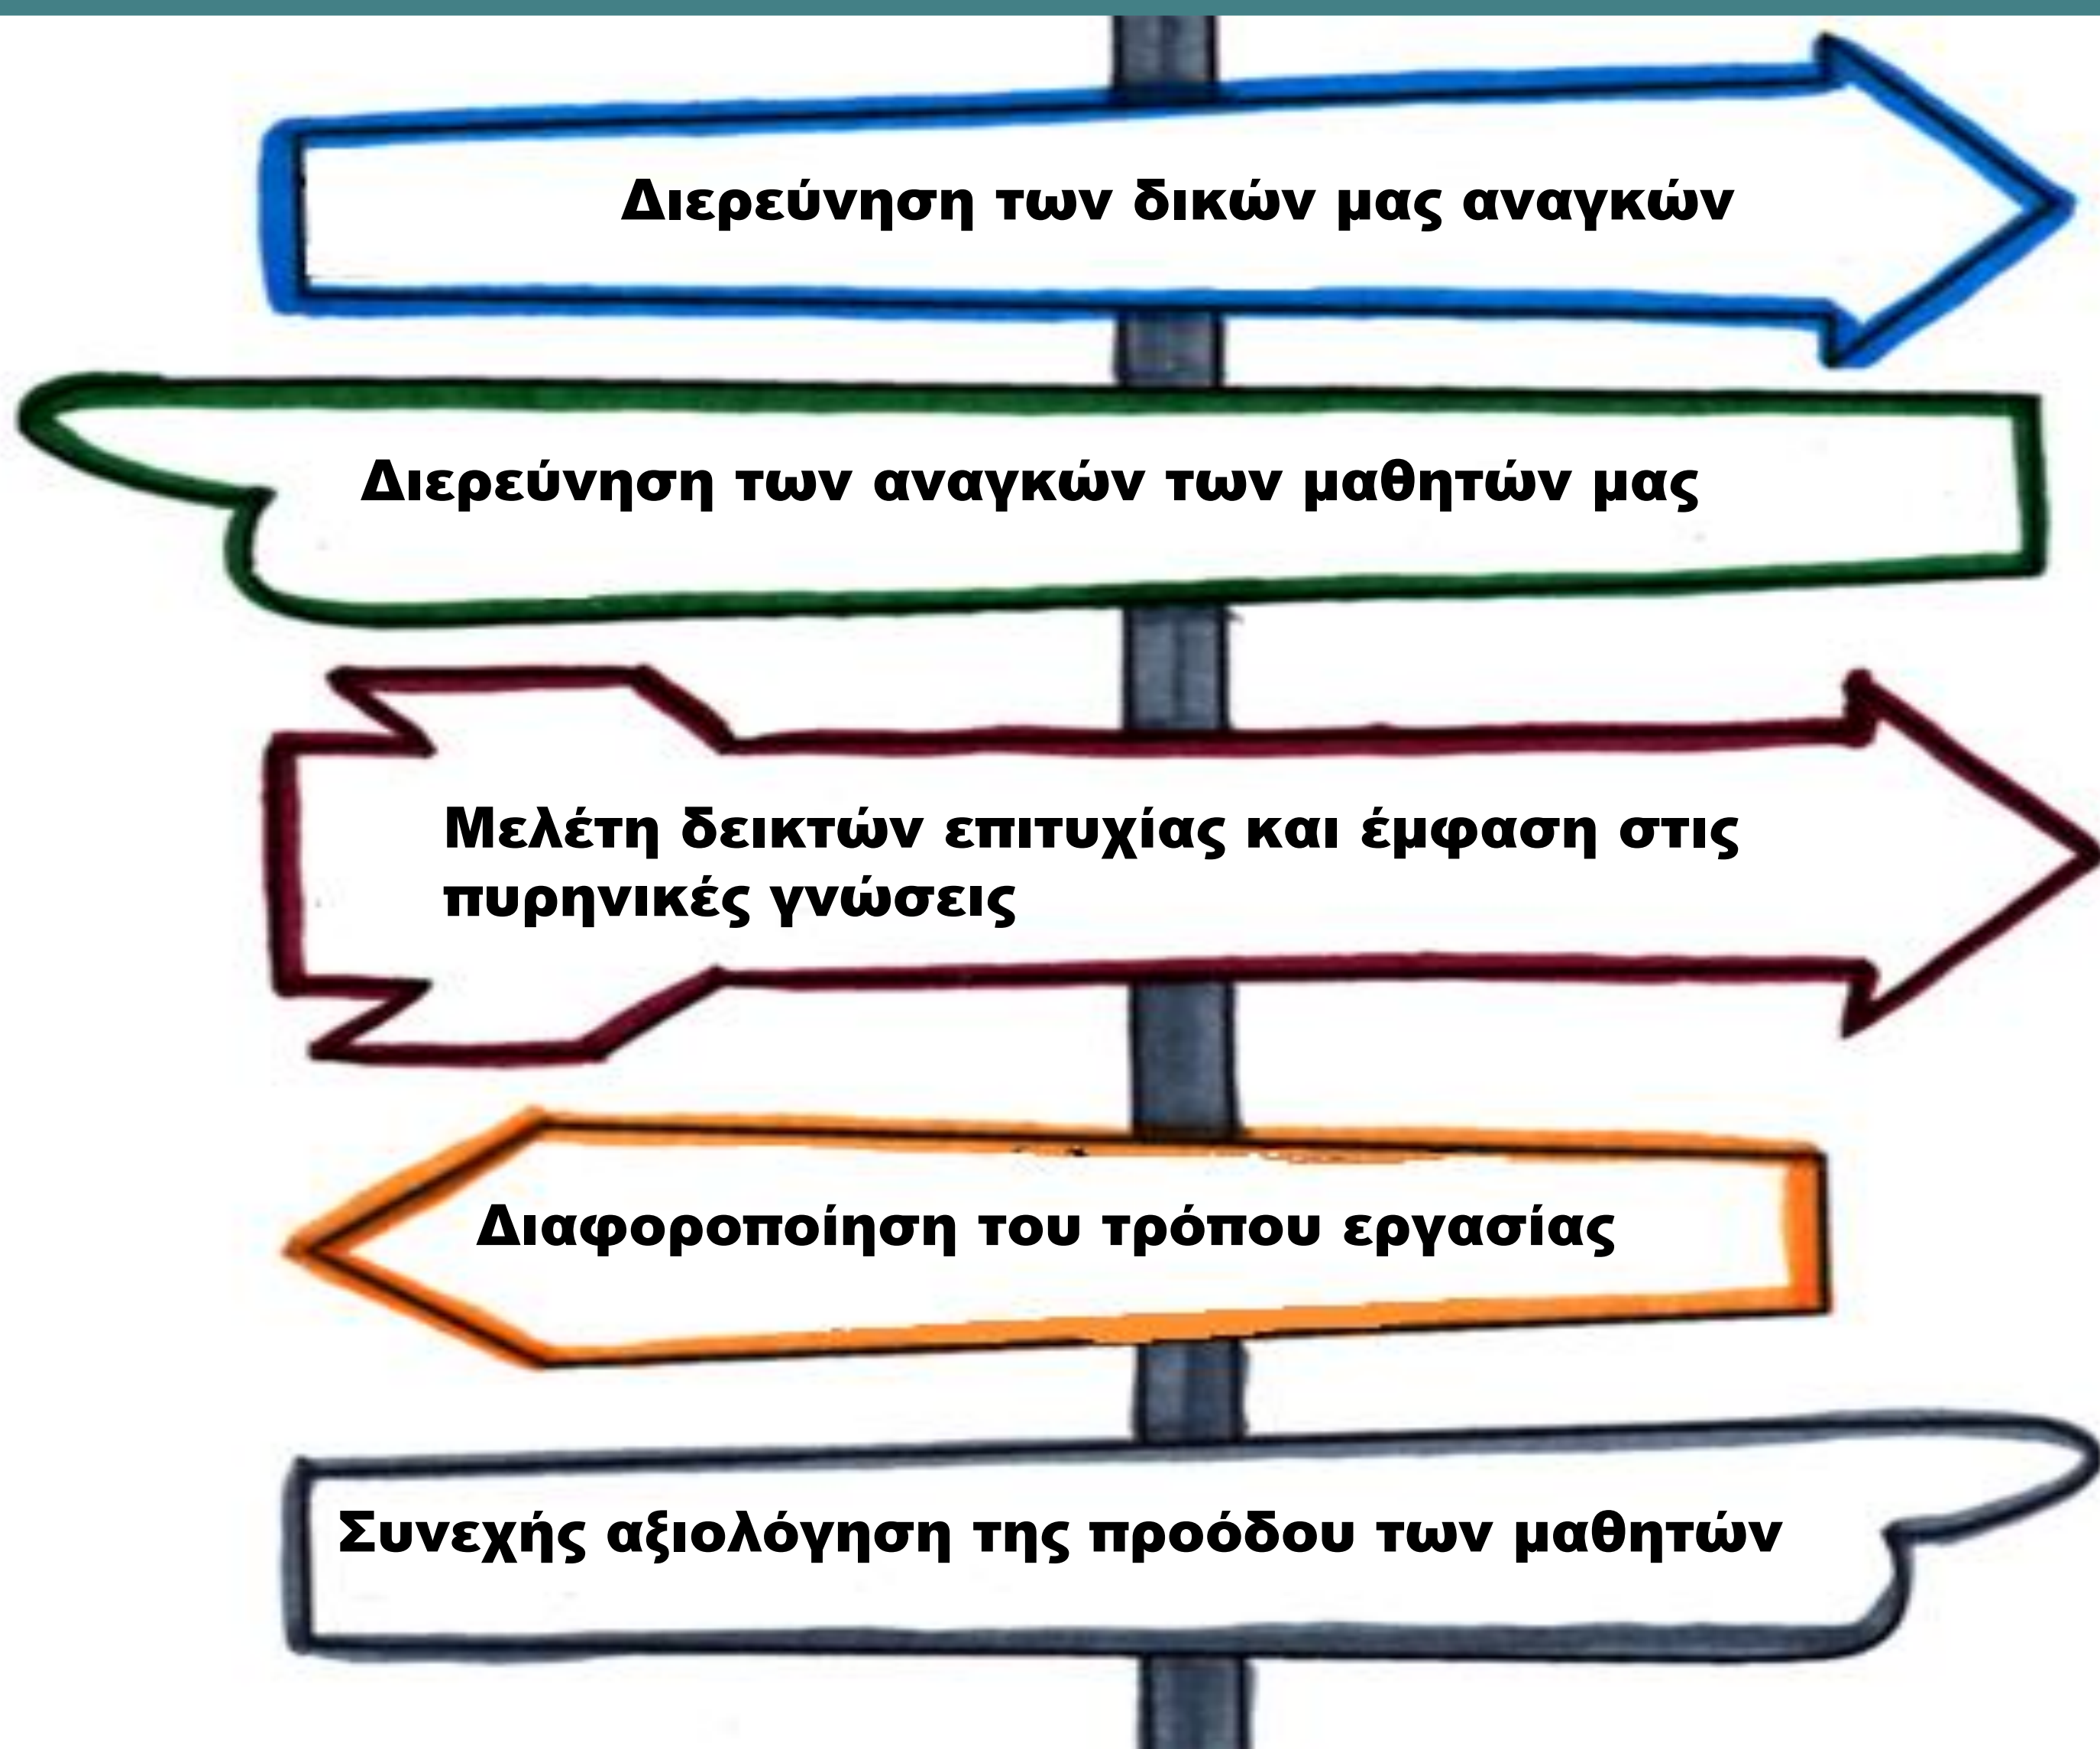 Διερεύνηση των δικών μας αναγκών
Διερεύνηση των αναγκών των μαθητών μας
Μελέτη δεικτών επιτυχίας και έμφαση στις
πυρηνικές γνώσεις
Διαφοροποίηση του τρόπου εργασίας
Συνεχής αξιολόγηση της προόδου των μαθητών